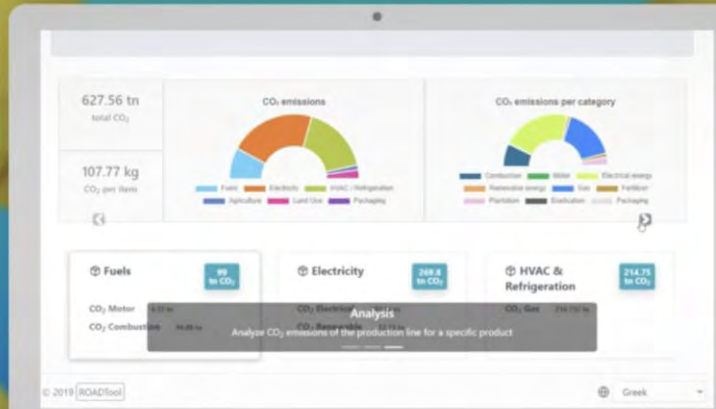 627.56 tn
total CO₂
107.77 kg
CO₂ per item
CO₂ emissions
Fuels Electricity HVAC / Refrigeration
Agriculture Land Use Packaging
CO₂ emissions per category
Combustion Motor Electrical energy
Renewable energy Gas Fertilizer
Plantation Eradication Packaging
Fuels
99
tn CO₂
CO₂ Motor
CO₂ Combustion
Electricity
269.8
tn CO₂
CO₂ Electrical
CO₂ Renewable
HVAC &
Refrigeration
214.75
tn CO₂
CO₂ Gas
Analysis
Analyze CO₂ emissions of the production line for a specific product
© 2019 ROADTool
Greek